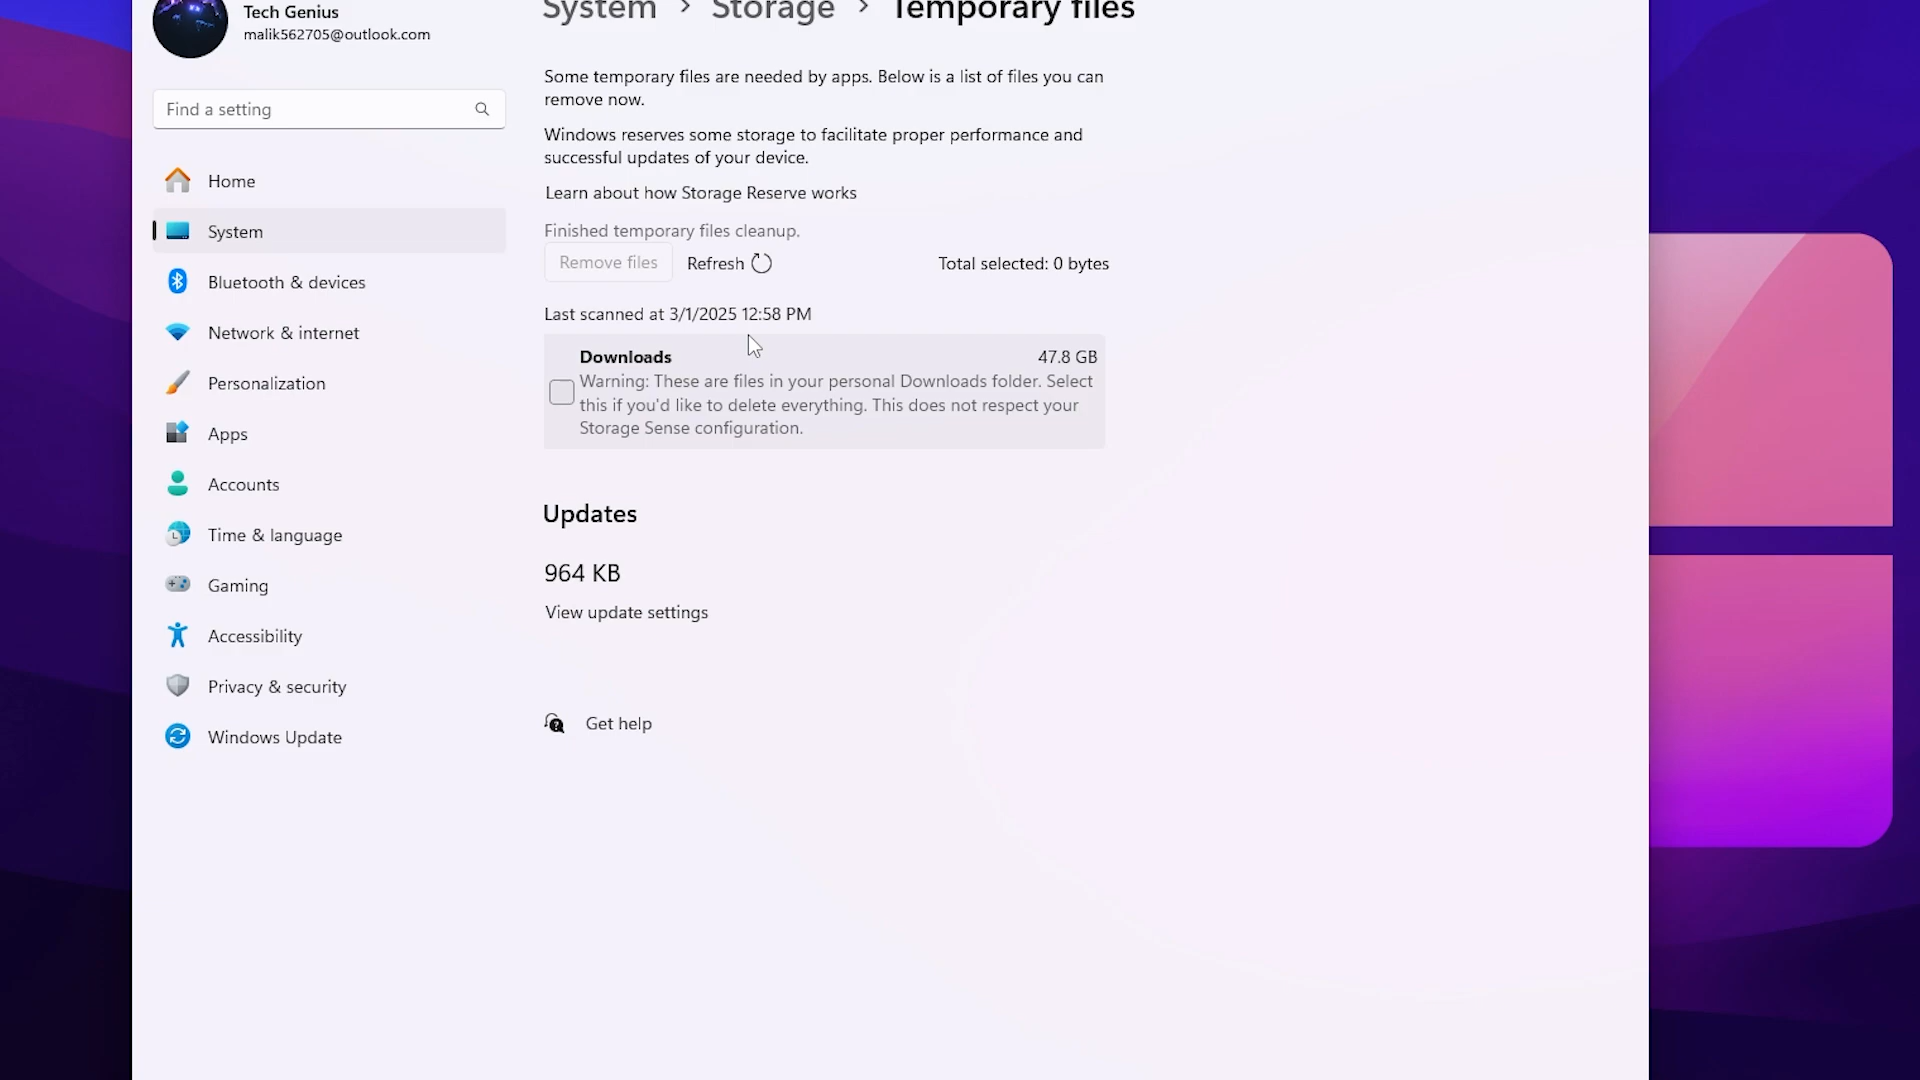 Tech Genius
malik562705@outlook.com
Find a setting
Home
System
Bluetooth & devices
Network & internet
Personalization
Apps
Accounts
Time & language
Gaming
Accessibility
Privacy & security
Windows Update
System > Storage > Temporary files
Some temporary files are needed by apps. Below is a list of files you can
remove now.
Windows reserves some storage to facilitate proper performance and
successful updates of your device.
Learn about how Storage Reserve works
Finished temporary files cleanup.
Remove files Refresh Total selected: 0 bytes
Last scanned at 3/1/2025 12:58 PM
Downloads 47.8 GB
Warning: These are files in your personal Downloads folder. Select
this if you'd like to delete everything. This does not respect your
Storage Sense configuration.
Updates
964 KB
View update settings
Get help